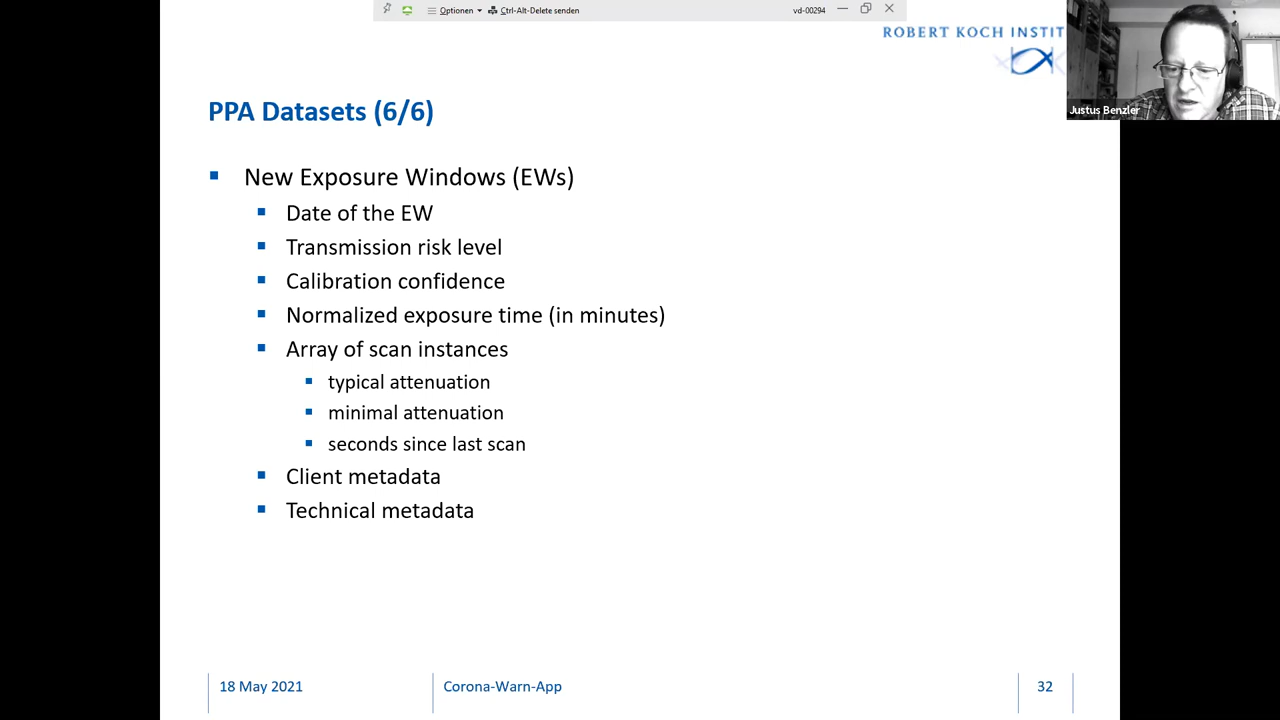 Optionen
Ctrl-Alt-Delete senden
vd-00294
ROBERT KOCH INSTIT
Justus Benzler
PPA Datasets (6/6)
New Exposure Windows (EWs)
Date of the EW
Transmission risk level
Calibration confidence
Normalized exposure time (in minutes)
Array of scan instances
typical attenuation
minimal attenuation
seconds since last scan
Client metadata
Technical metadata
18 May 2021
Corona-Warn-App
32